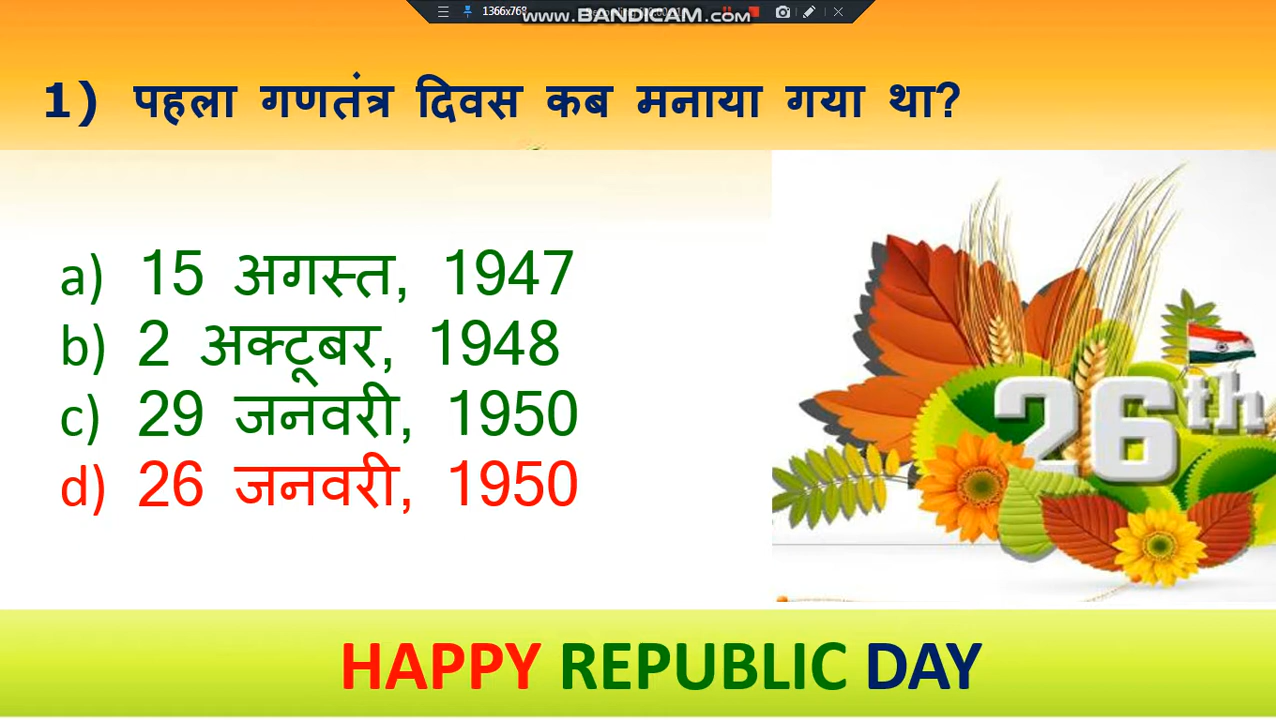 1366x768
www.BANDICAM.com
1) पहला गणतंत्र दिवस कब मनाया गया था?
a) 15 अगस्त, 1947
b) 2 अक्टूबर, 1948
c) 29 जनवरी, 1950
d) 26 जनवरी, 1950
26th
HAPPY REPUBLIC DAY